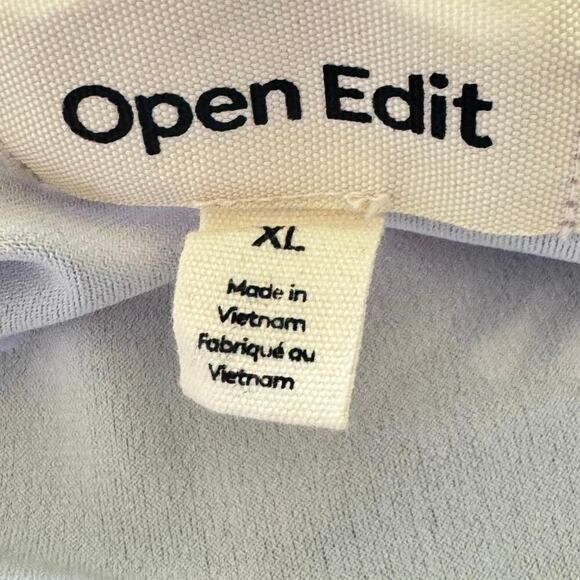 Open Edit
XL
Made in
Vietnam
Fabriqué au
Vietnam